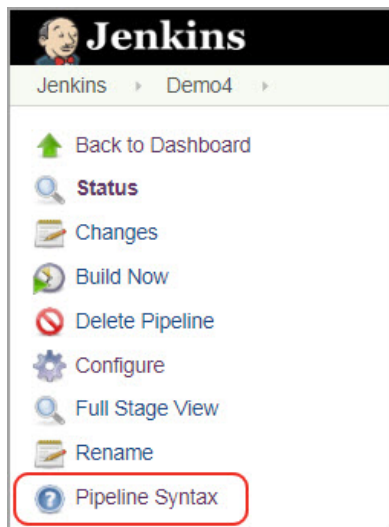 Jenkins
Jenkins Demo4
Back to Dashboard
Status
Changes
Build Now
Delete Pipeline
Configure
Full Stage View
Rename
Pipeline Syntax